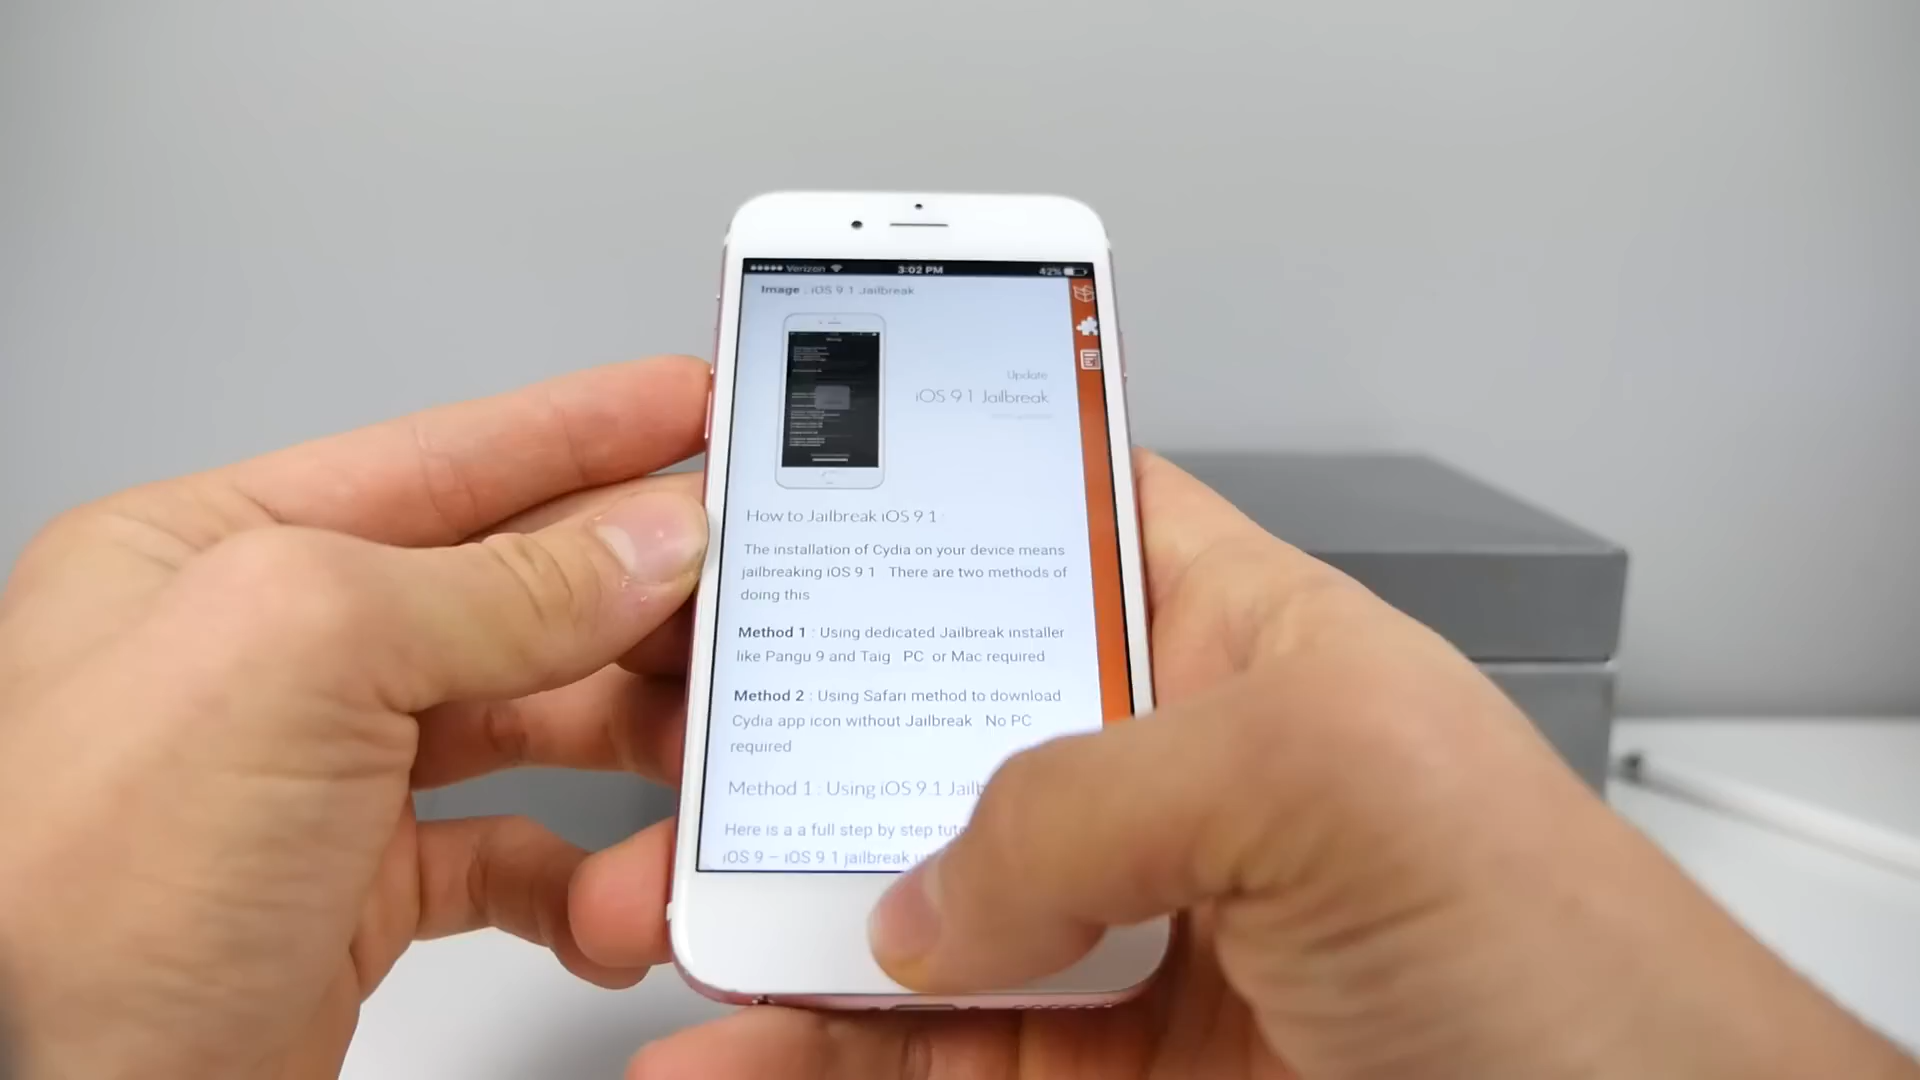 Verizon 3:02 PM 42%
Image : iOS 9 1 Jailbreak
Update
iOS 9 1 Jailbreak
How to Jailbreak iOS 9 1
The installation of Cydia on your device means
jailbreaking iOS 9 1 There are two methods of
doing this
Method 1 : Using dedicated Jailbreak installer
like Pangu 9 and Taig PC or Mac required
Method 2 : Using Safari method to download
Cydia app icon without Jailbreak No PC
required
Method 1 : Using iOS 9.1
Here is a a full step by step
iOS 9 – iOS 9 1 jailbreak